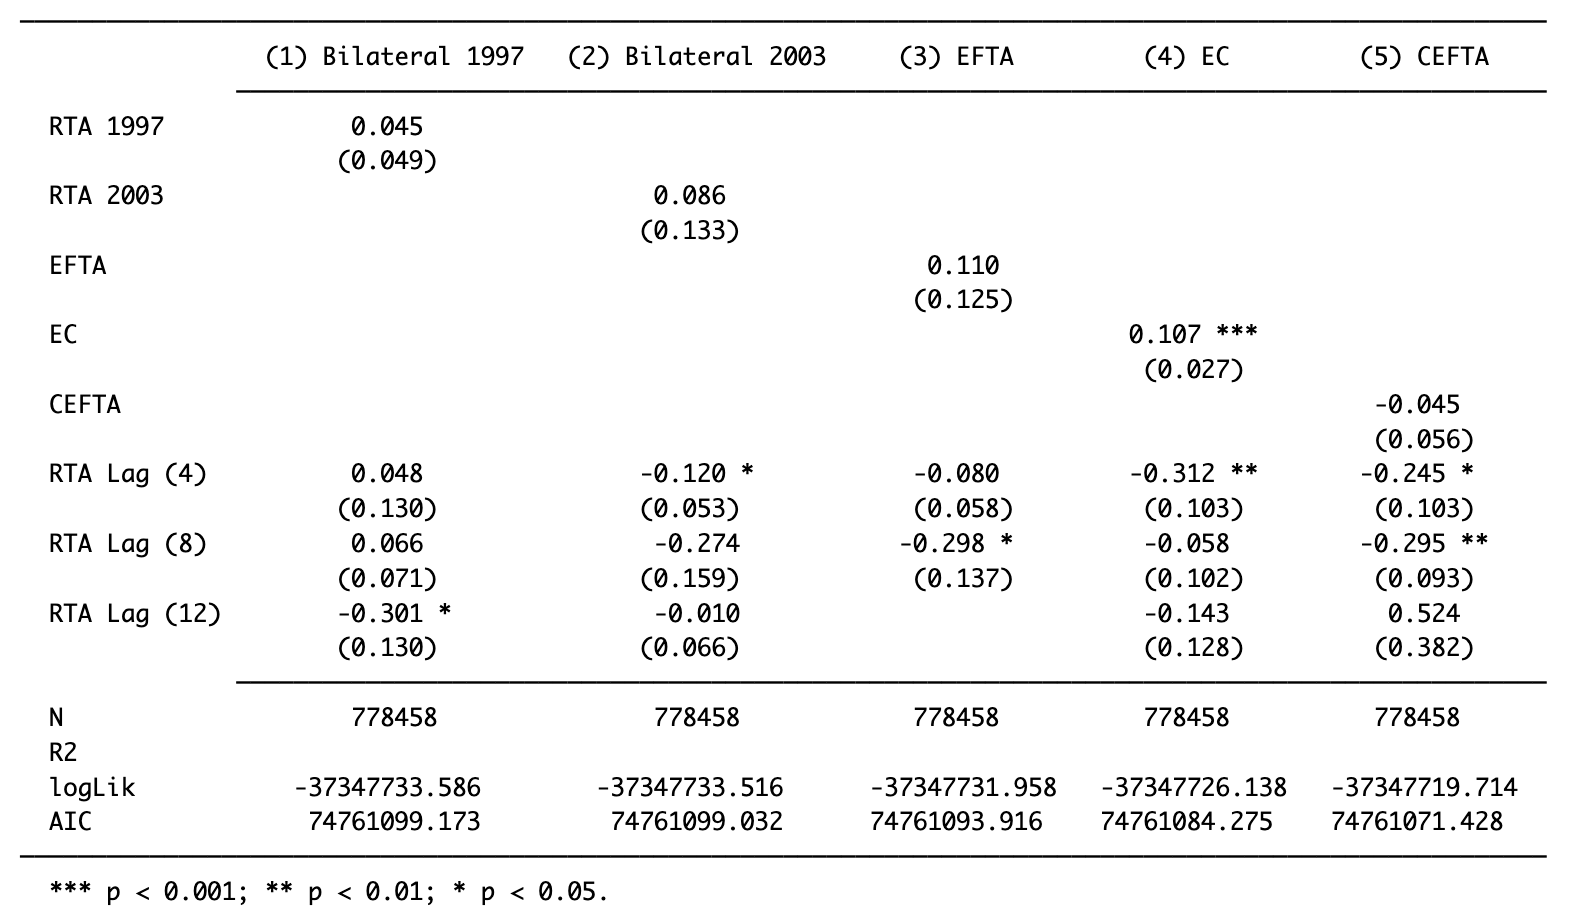 (1) Bilateral 1997 (2) Bilateral 2003 (3) EFTA (4) EC (5) CEFTA
RTA 1997 0.045
(0.049)
RTA 2003 0.086
(0.133)
EFTA 0.110
(0.125)
EC 0.107 ***
(0.027)
CEFTA -0.045
(0.056)
RTA Lag (4) 0.048 -0.120 * -0.080 -0.312 ** -0.245 *
(0.130) (0.053) (0.058) (0.103) (0.103)
RTA Lag (8) 0.066 -0.274 -0.298 * -0.058 -0.295 **
(0.071) (0.159) (0.137) (0.102) (0.093)
RTA Lag (12) -0.301 * -0.010 -0.143 0.524
(0.130) (0.066) (0.128) (0.382)
N 778458 778458 778458 778458 778458
R2
logLik -37347733.586 -37347733.516 -37347731.958 -37347726.138 -37347719.714
AIC 74761099.173 74761099.032 74761093.916 74761084.275 74761071.428
*** p < 0.001; ** p < 0.01; * p < 0.05.